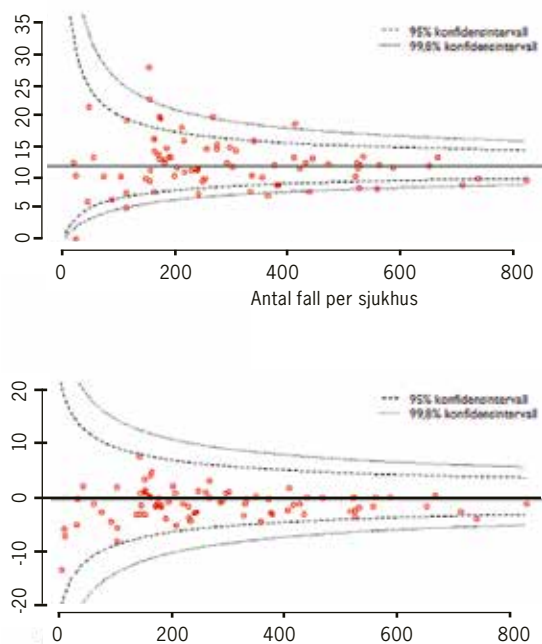 35
30
25
20
15
10
5
0
95% konfidensintervall
99,8% konfidensintervall
0 200 400 600 800
Antal fall per sjukhus
20
10
0
-10
-20
95% konfidensintervall
99,8% konfidensintervall
0 200 400 600 800